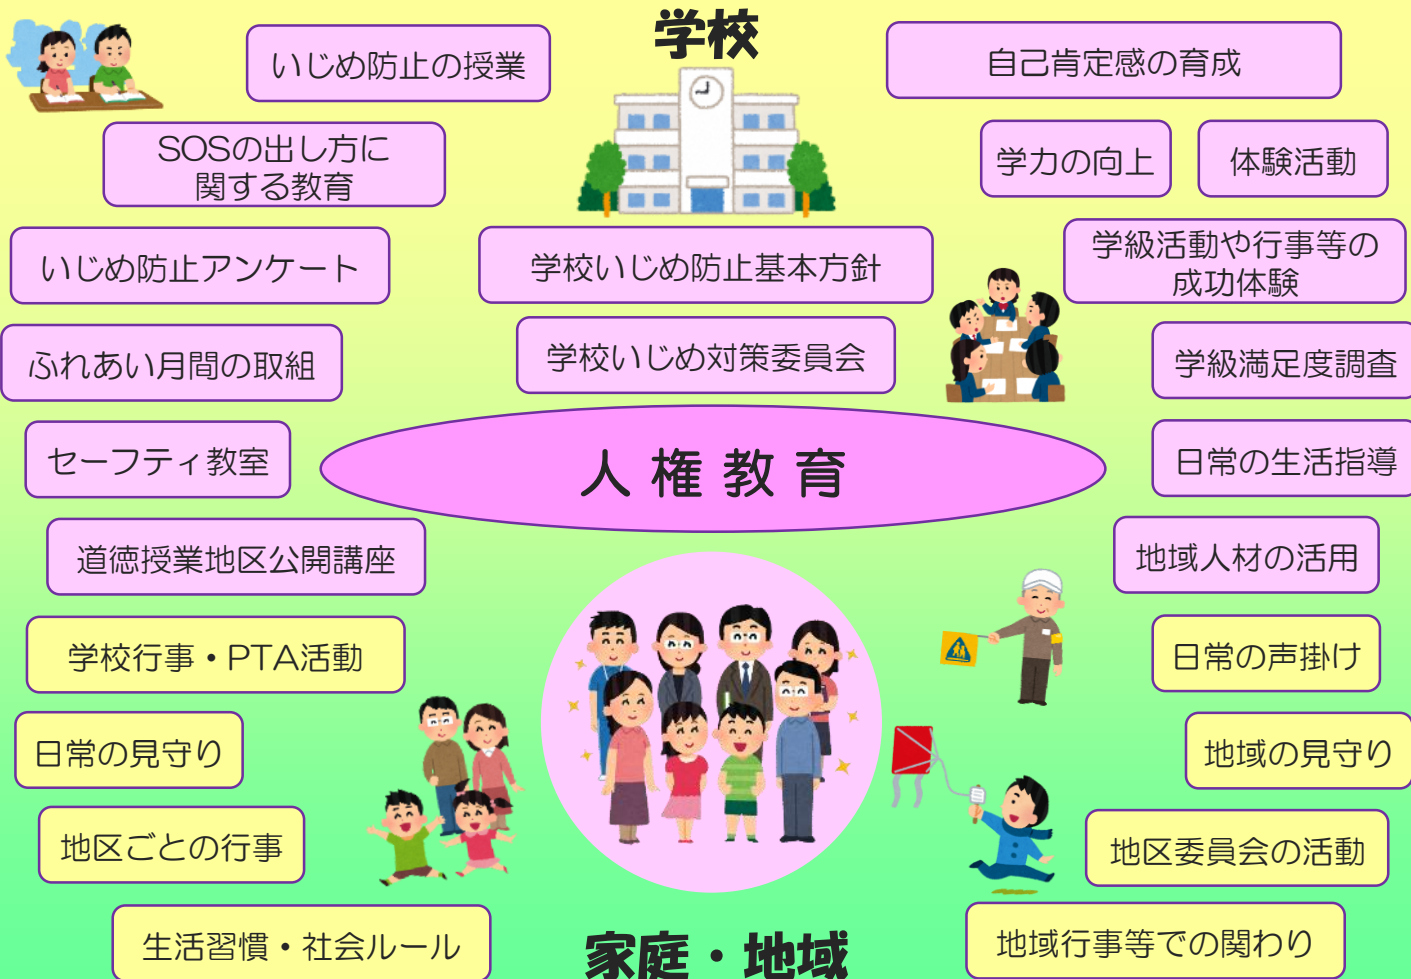 学校
いじめ防止の授業
自己肯定感の育成
SOSの出し方に
関する教育
学力の向上
体験活動
いじめ防止アンケート
学校いじめ防止基本方針
学級活動や行事等の
成功体験
ふれあい月間の取組
学校いじめ対策委員会
学級満足度調査
セーフティ教室
人権教育
日常の生活指導
道徳授業地区公開講座
地域人材の活用
学校行事・PTA活動
日常の声掛け
日常の見守り
地域の見守り
地区ごとの行事
地区委員会の活動
生活習慣・社会ルール
家庭・地域
地域行事等での関わり